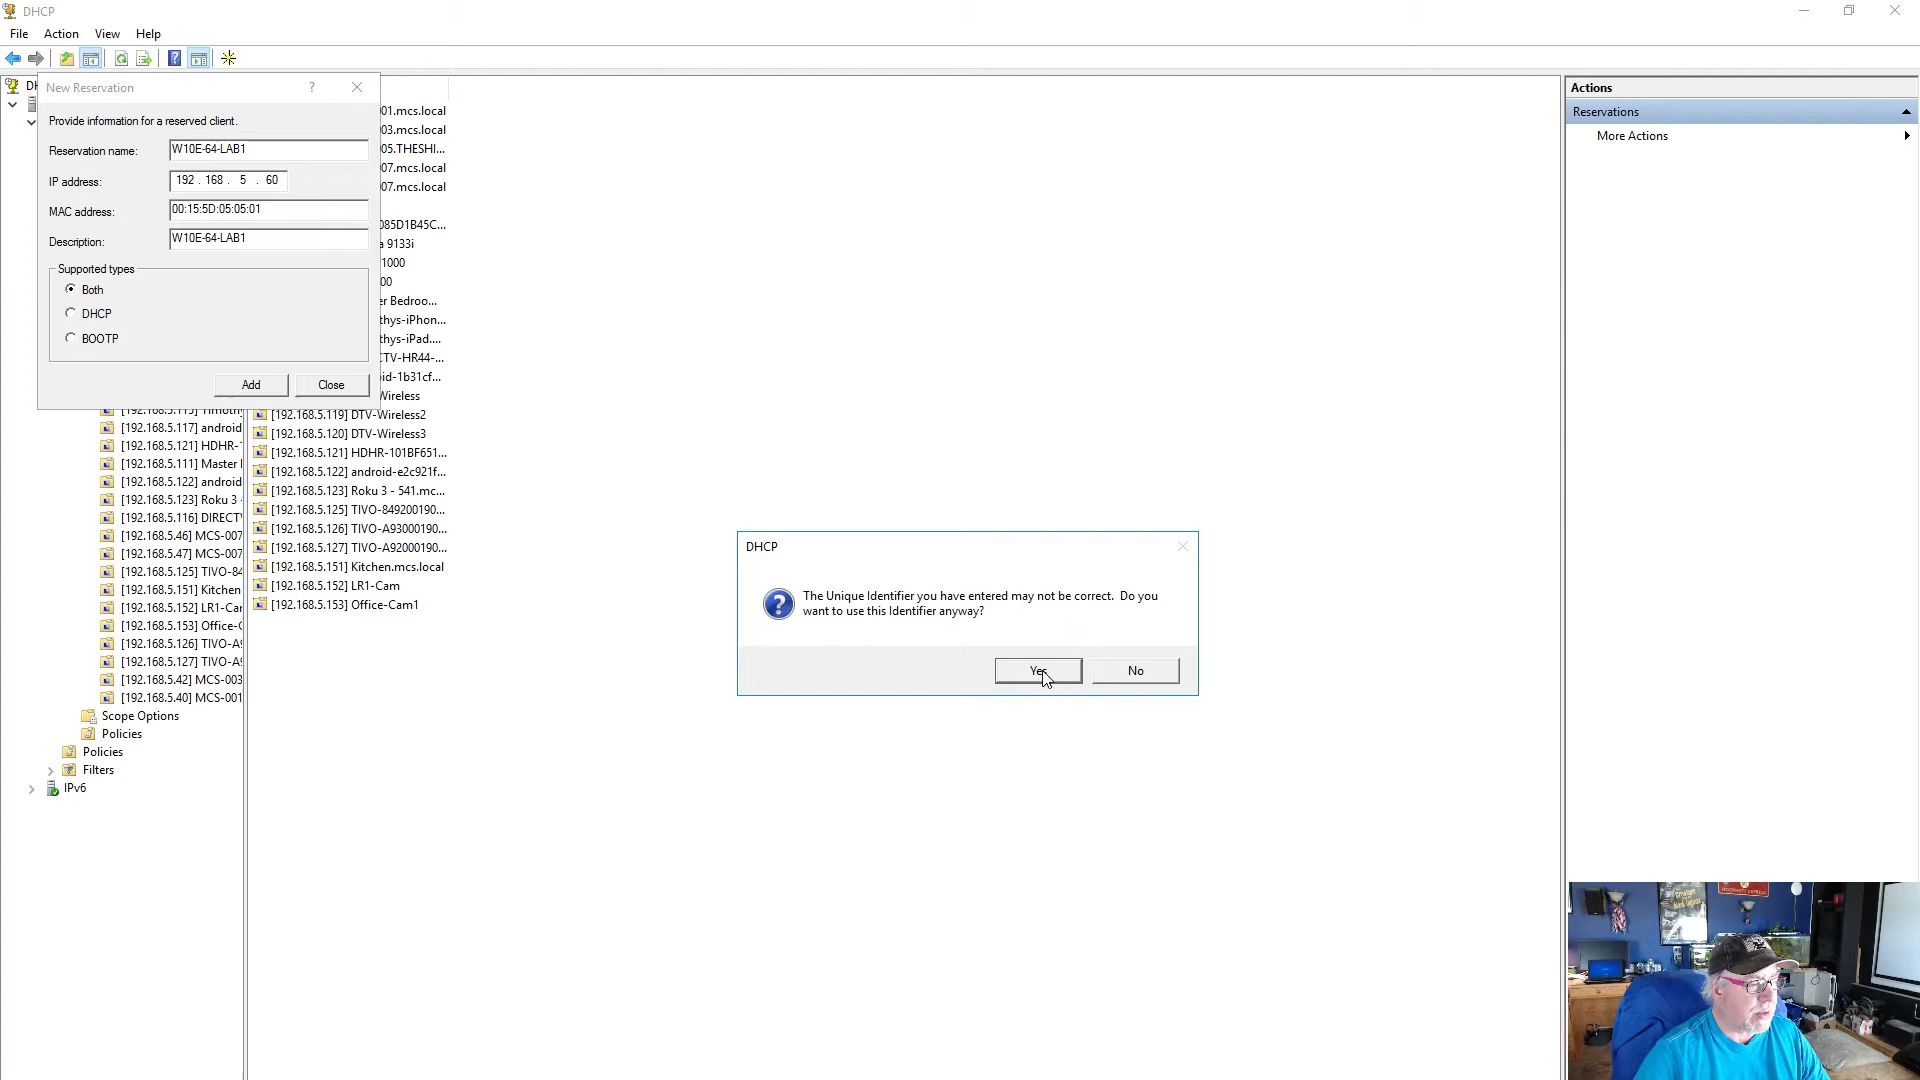 DHCP
File Action View Help
New Reservation
Provide information for a reserved client.
Reservation name: W10E-64-LAB1
IP address: 192 . 168 . 5 . 60
MAC address: 00:15:5D:05:05:01
Description: W10E-64-LAB1
Supported types
Both
DHCP
BOOTP
Add Close
01.mcs.local
03.mcs.local
05.THESHI...
07.mcs.local
07.mcs.local
085D1B45C...
a 9133i
1000
00
er Bedroo...
thys-iPhon...
thys-iPad....
CTV-HR44-...
oid-1b31cf...
Wireless
[192.168.5.119] DTV-Wireless2
[192.168.5.120] DTV-Wireless3
[192.168.5.121] HDHR-101BF651...
[192.168.5.122] android-e2c921f...
[192.168.5.123] Roku 3 - 541.mc...
[192.168.5.125] TIVO-849200190...
[192.168.5.126] TIVO-A93000190...
[192.168.5.127] TIVO-A92000190...
[192.168.5.151] Kitchen.mcs.local
[192.168.5.152] LR1-Cam
[192.168.5.153] Office-Cam1
[192.168.5.115] Timothy
[192.168.5.117] android
[192.168.5.121] HDHR-1
[192.168.5.111] Master
[192.168.5.122] android
[192.168.5.123] Roku 3 -
[192.168.5.116] DIRECT
[192.168.5.46] MCS-007
[192.168.5.47] MCS-007
[192.168.5.125] TIVO-84
[192.168.5.151] Kitchen
[192.168.5.152] LR1-Ca
[192.168.5.153] Office-C
[192.168.5.126] TIVO-A9
[192.168.5.127] TIVO-A9
[192.168.5.42] MCS-003
[192.168.5.40] MCS-001
Scope Options
Policies
Policies
Filters
IPv6
DHCP
The Unique Identifier you have entered may not be correct. Do you
want to use this Identifier anyway?
Yes No
Actions
Reservations
More Actions